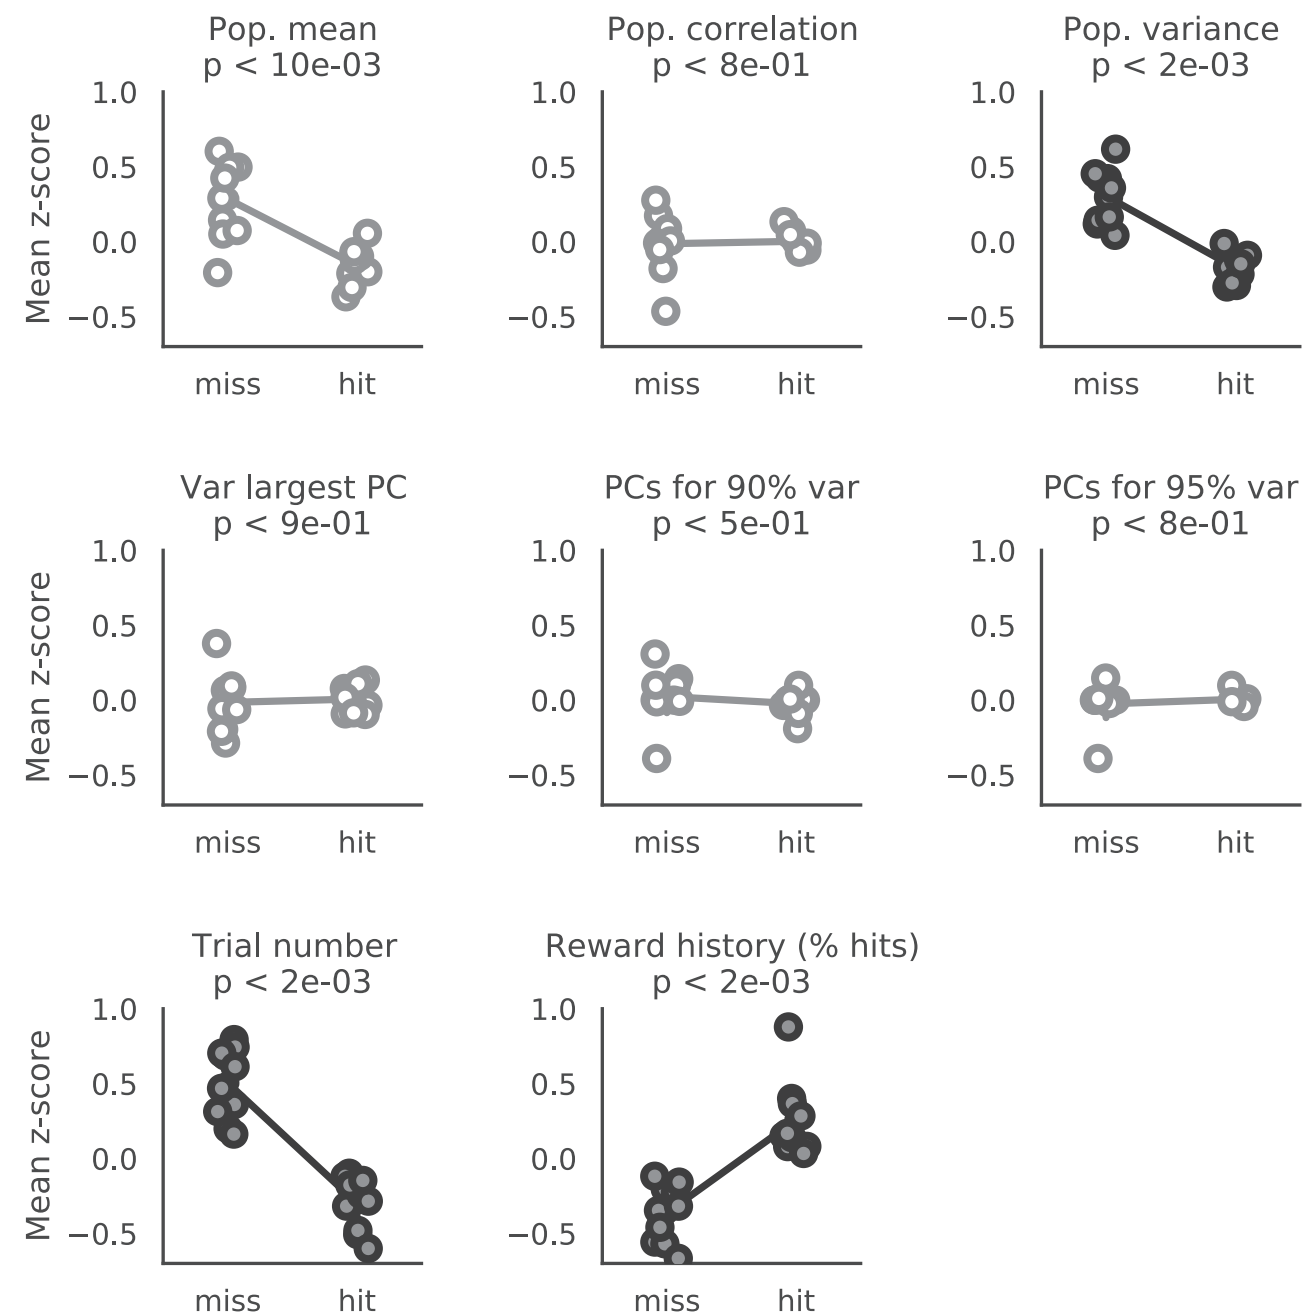 Pop. mean
p < 10e-03
Pop. correlation
p < 8e-01
Pop. variance
p < 2e-03
Mean z-score
1.0
0.5
0.0
−0.5
miss
hit
1.0
0.5
0.0
−0.5
miss
hit
1.0
0.5
0.0
−0.5
miss
hit
Var largest PC
p < 9e-01
PCs for 90% var
p < 5e-01
PCs for 95% var
p < 8e-01
Mean z-score
1.0
0.5
0.0
−0.5
miss
hit
1.0
0.5
0.0
−0.5
miss
hit
1.0
0.5
0.0
−0.5
miss
hit
Trial number
p < 2e-03
Reward history (% hits)
p < 2e-03
Mean z-score
1.0
0.5
0.0
−0.5
miss
hit
1.0
0.5
0.0
−0.5
miss
hit